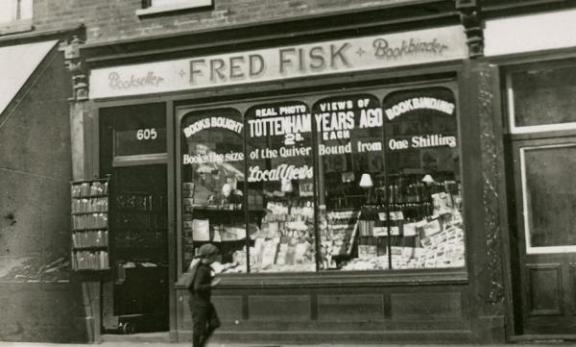 Bookseller + FRED FISK + Bookbinder
605
BOOKS BOUGHT
REAL PHOTO VIEWS OF
TOTTENHAM YEARS AGO
2D. EACH
BOOKBINDING
Books the size of the Quiver Bound from One Shilling
Local Views